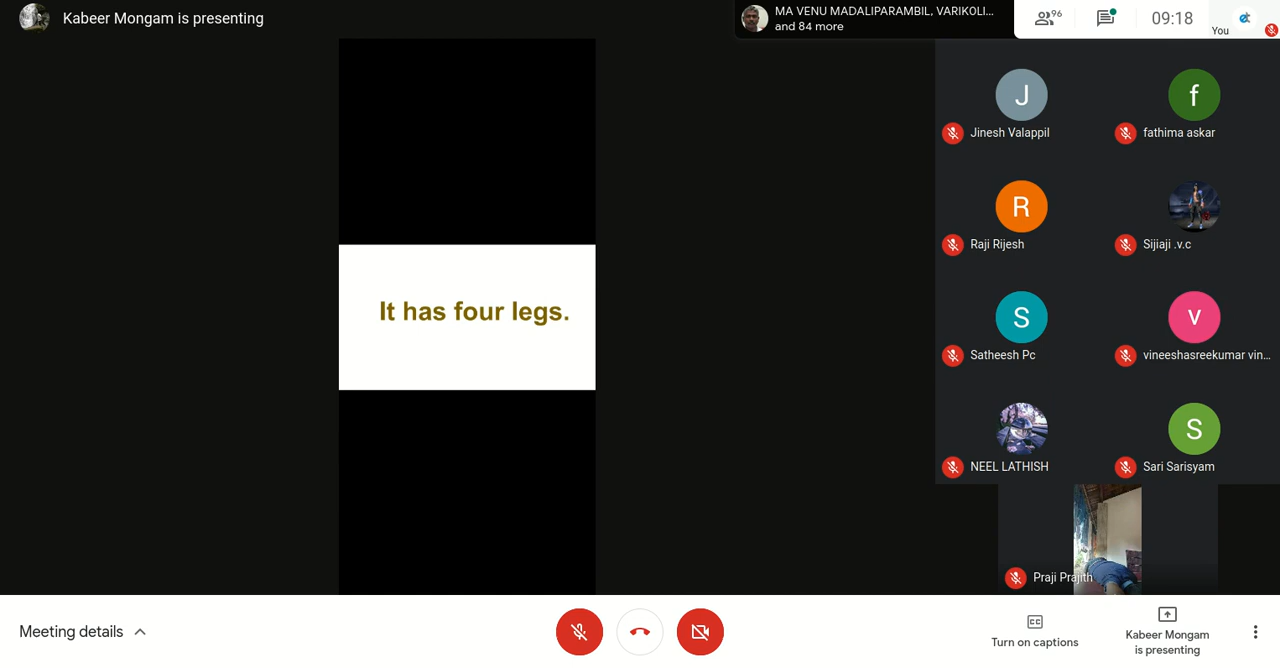 Kabeer Mongam is presenting
MA VENU MADALIPARAMBIL, VARIKOLI...
and 84 more
96
09:18
You
J
Jinesh Valappil
f
fathima askar
R
Raji Rijesh
Sijiaji .v.c
It has four legs.
S
Satheesh Pc
v
vineeshasreekumar vin...
NEEL LATHISH
S
Sari Sarisyam
Praji Prajith
Meeting details
CC
Turn on captions
Kabeer Mongam
is presenting